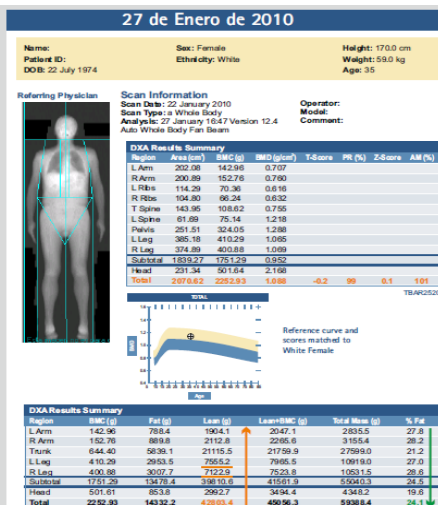 27 de Enero de 2010
Name: Sex: Female Height: 170.0 cm
Patient ID: Ethnicity: White Weight: 59.0 kg
DOB: 22 July 1974 Age: 35
Referring Physician
Scan Information
Scan Date: 22 January 2010 Operator:
Scan Type: a Whole Body Model:
Analysis: 27 January 16:47 Version 12.4 Comment:
Auto Whole Body Fan Beam
DXA Results Summary
Region Area (cm²) BMC (g) BMD (g/cm²) T-Score PR (%) Z-Score AM (%)
L Arm 202.08 142.96 0.707
R Arm 200.89 152.76 0.760
L Ribs 114.29 70.36 0.616
R Ribs 104.80 66.24 0.632
T Spine 143.95 108.62 0.755
L Spine 61.69 75.14 1.218
Pelvis 251.51 324.05 1.288
L Leg 385.18 410.29 1.065
R Leg 374.89 400.88 1.069
Subtotal 1839.27 1751.29 0.952
Head 231.34 501.64 2.168
Total 2070.62 2252.93 1.088 -0.2 99 0.1 101
TBAR252
TOTAL
BMD
Age
Reference curve and
scores matched to
White Female
DXA Results Summary
Region BMC (g) Fat (g) Lean (g) Lean+BMC (g) Total Mass (g) % Fat
L Arm 142.96 788.4 1904.1 2047.1 2835.5 27.8
R Arm 152.76 889.8 2112.8 2265.6 3155.4 28.2
Trunk 644.40 5839.1 21115.5 21759.9 27599.0 21.2
L Leg 410.29 2953.5 7555.2 7965.5 10919.0 27.0
R Leg 400.88 3007.7 7122.9 7523.8 10531.5 28.6
Subtotal 1751.29 13478.4 39810.6 41561.9 55040.3 24.5
Head 501.61 853.8 2992.7 3494.4 4348.2 19.6
Total 2252.93 14332.2 42803.4 45056.3 59388.4 24.1